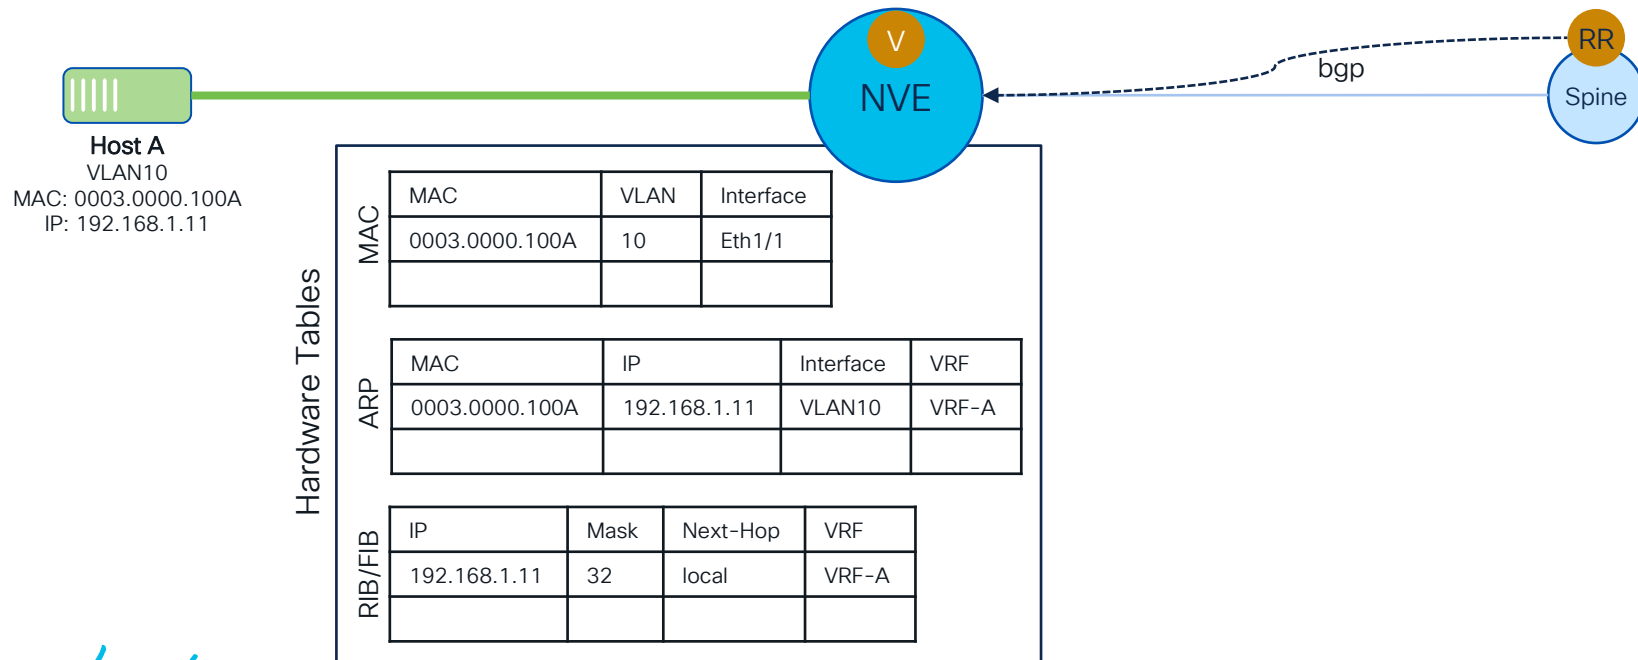 V
NVE
RR
bgp
Spine
Host A
VLAN10
MAC: 0003.0000.100A
IP: 192.168.1.11
Hardware Tables
MAC
MAC VLAN Interface
0003.0000.100A 10 Eth1/1
ARP
MAC IP Interface VRF
0003.0000.100A 192.168.1.11 VLAN10 VRF-A
RIB/FIB
IP Mask Next-Hop VRF
192.168.1.11 32 local VRF-A